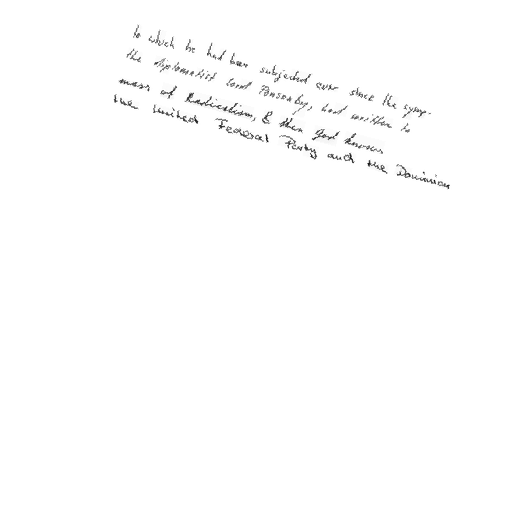 to which he had been subjected ever since the symp-
the diplomatist Lord Ponsonby, had written to
mass of Radicalism, & then God knows
the United Federal Party and the Dominion